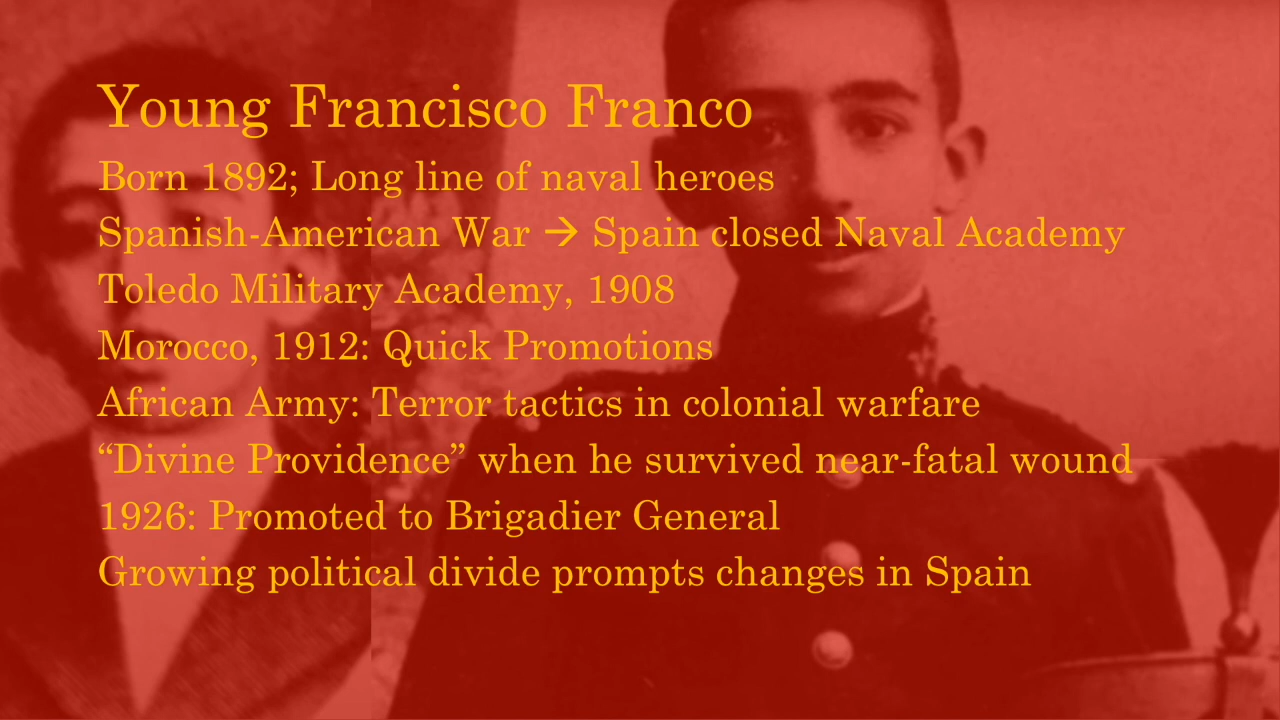 Young Francisco Franco
Born 1892; Long line of naval heroes
Spanish-American War → Spain closed Naval Academy
Toledo Military Academy, 1908
Morocco, 1912: Quick Promotions
African Army: Terror tactics in colonial warfare
“Divine Providence” when he survived near-fatal wound
1926: Promoted to Brigadier General
Growing political divide prompts changes in Spain